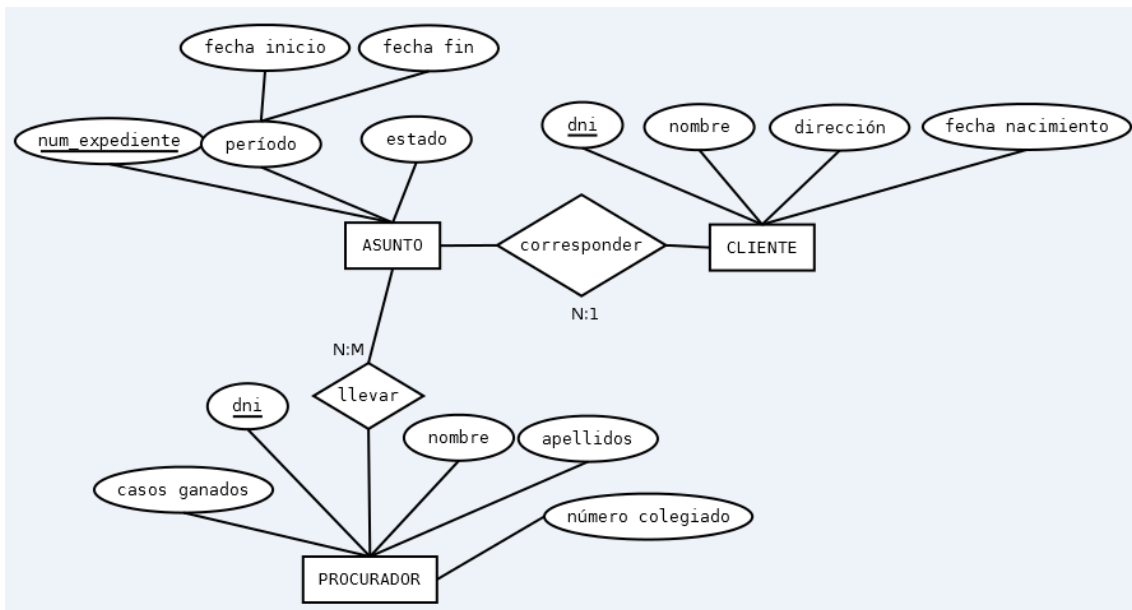 fecha inicio
fecha fin
num_expediente
período
estado
dni
nombre
dirección
fecha nacimiento
ASUNTO
corresponder
CLIENTE
N:1
N:M
llevar
dni
nombre
apellidos
casos ganados
número colegiado
PROCURADOR